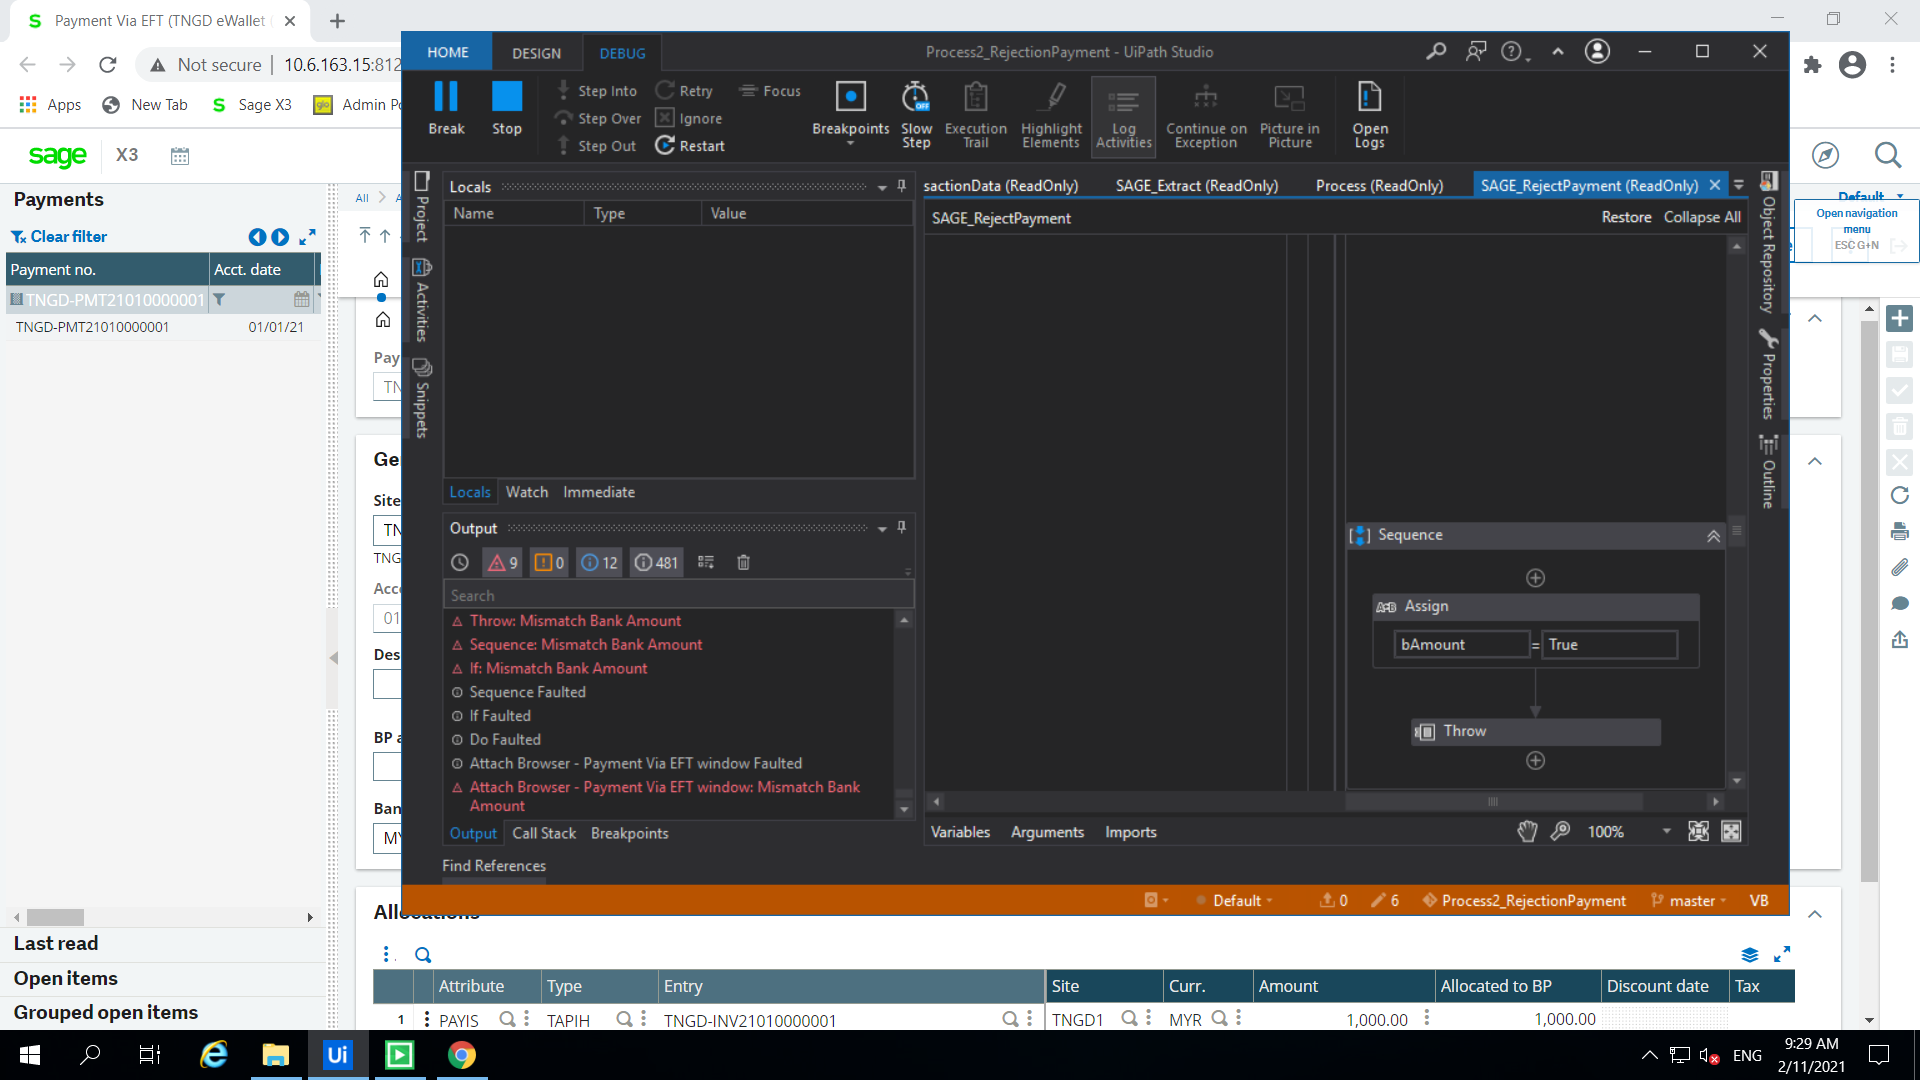 Payment Via EFT (TNGD eWallet (
Not secure
10.6.163.15:812
Apps
New Tab
Sage X3
Admin Po
sage
X3
Payments
Clear filter
Payment no.
Acct. date
TNGD-PMT21010000001
TNGD-PMT21010000001
01/01/21
Last read
Open items
Grouped open items
All
Pay
TN
Ge
Site
TN
TNG
Acc
01
Des
BP a
Ban
MY
HOME
DESIGN
DEBUG
Process2_RejectionPayment - UiPath Studio
Break
Stop
Step Into
Step Over
Step Out
Retry
Ignore
Restart
Focus
Breakpoints
Slow
Step
Execution
Trail
Highlight
Elements
Log
Activities
Continue on
Exception
Picture in
Picture
Open
Logs
Project
Activities
Snippets
Locals
Name
Type
Value
Locals
Watch
Immediate
Output
9
0
12
481
Search
Throw: Mismatch Bank Amount
Sequence: Mismatch Bank Amount
If: Mismatch Bank Amount
Sequence Faulted
If Faulted
Do Faulted
Attach Browser - Payment Via EFT window Faulted
Attach Browser - Payment Via EFT window: Mismatch Bank
Amount
Output
Call Stack
Breakpoints
Find References
sactionData (ReadOnly)
SAGE_Extract (ReadOnly)
Process (ReadOnly)
SAGE_RejectPayment (ReadOnly)
SAGE_RejectPayment
Restore
Collapse All
Sequence
Assign
bAmount
=
True
Throw
Variables
Arguments
Imports
100%
Object Repository
Properties
Outline
Default
0
6
Process2_RejectionPayment
master
VB
Default
Open navigation
menu
ESC G+N
Allocations
Attribute
Type
Entry
Site
Curr.
Amount
Allocated to BP
Discount date
Tax
1
PAYIS
TAPIH
TNGD-INV21010000001
TNGD1
MYR
1,000.00
1,000.00
Ui
ENG
9:29 AM
2/11/2021